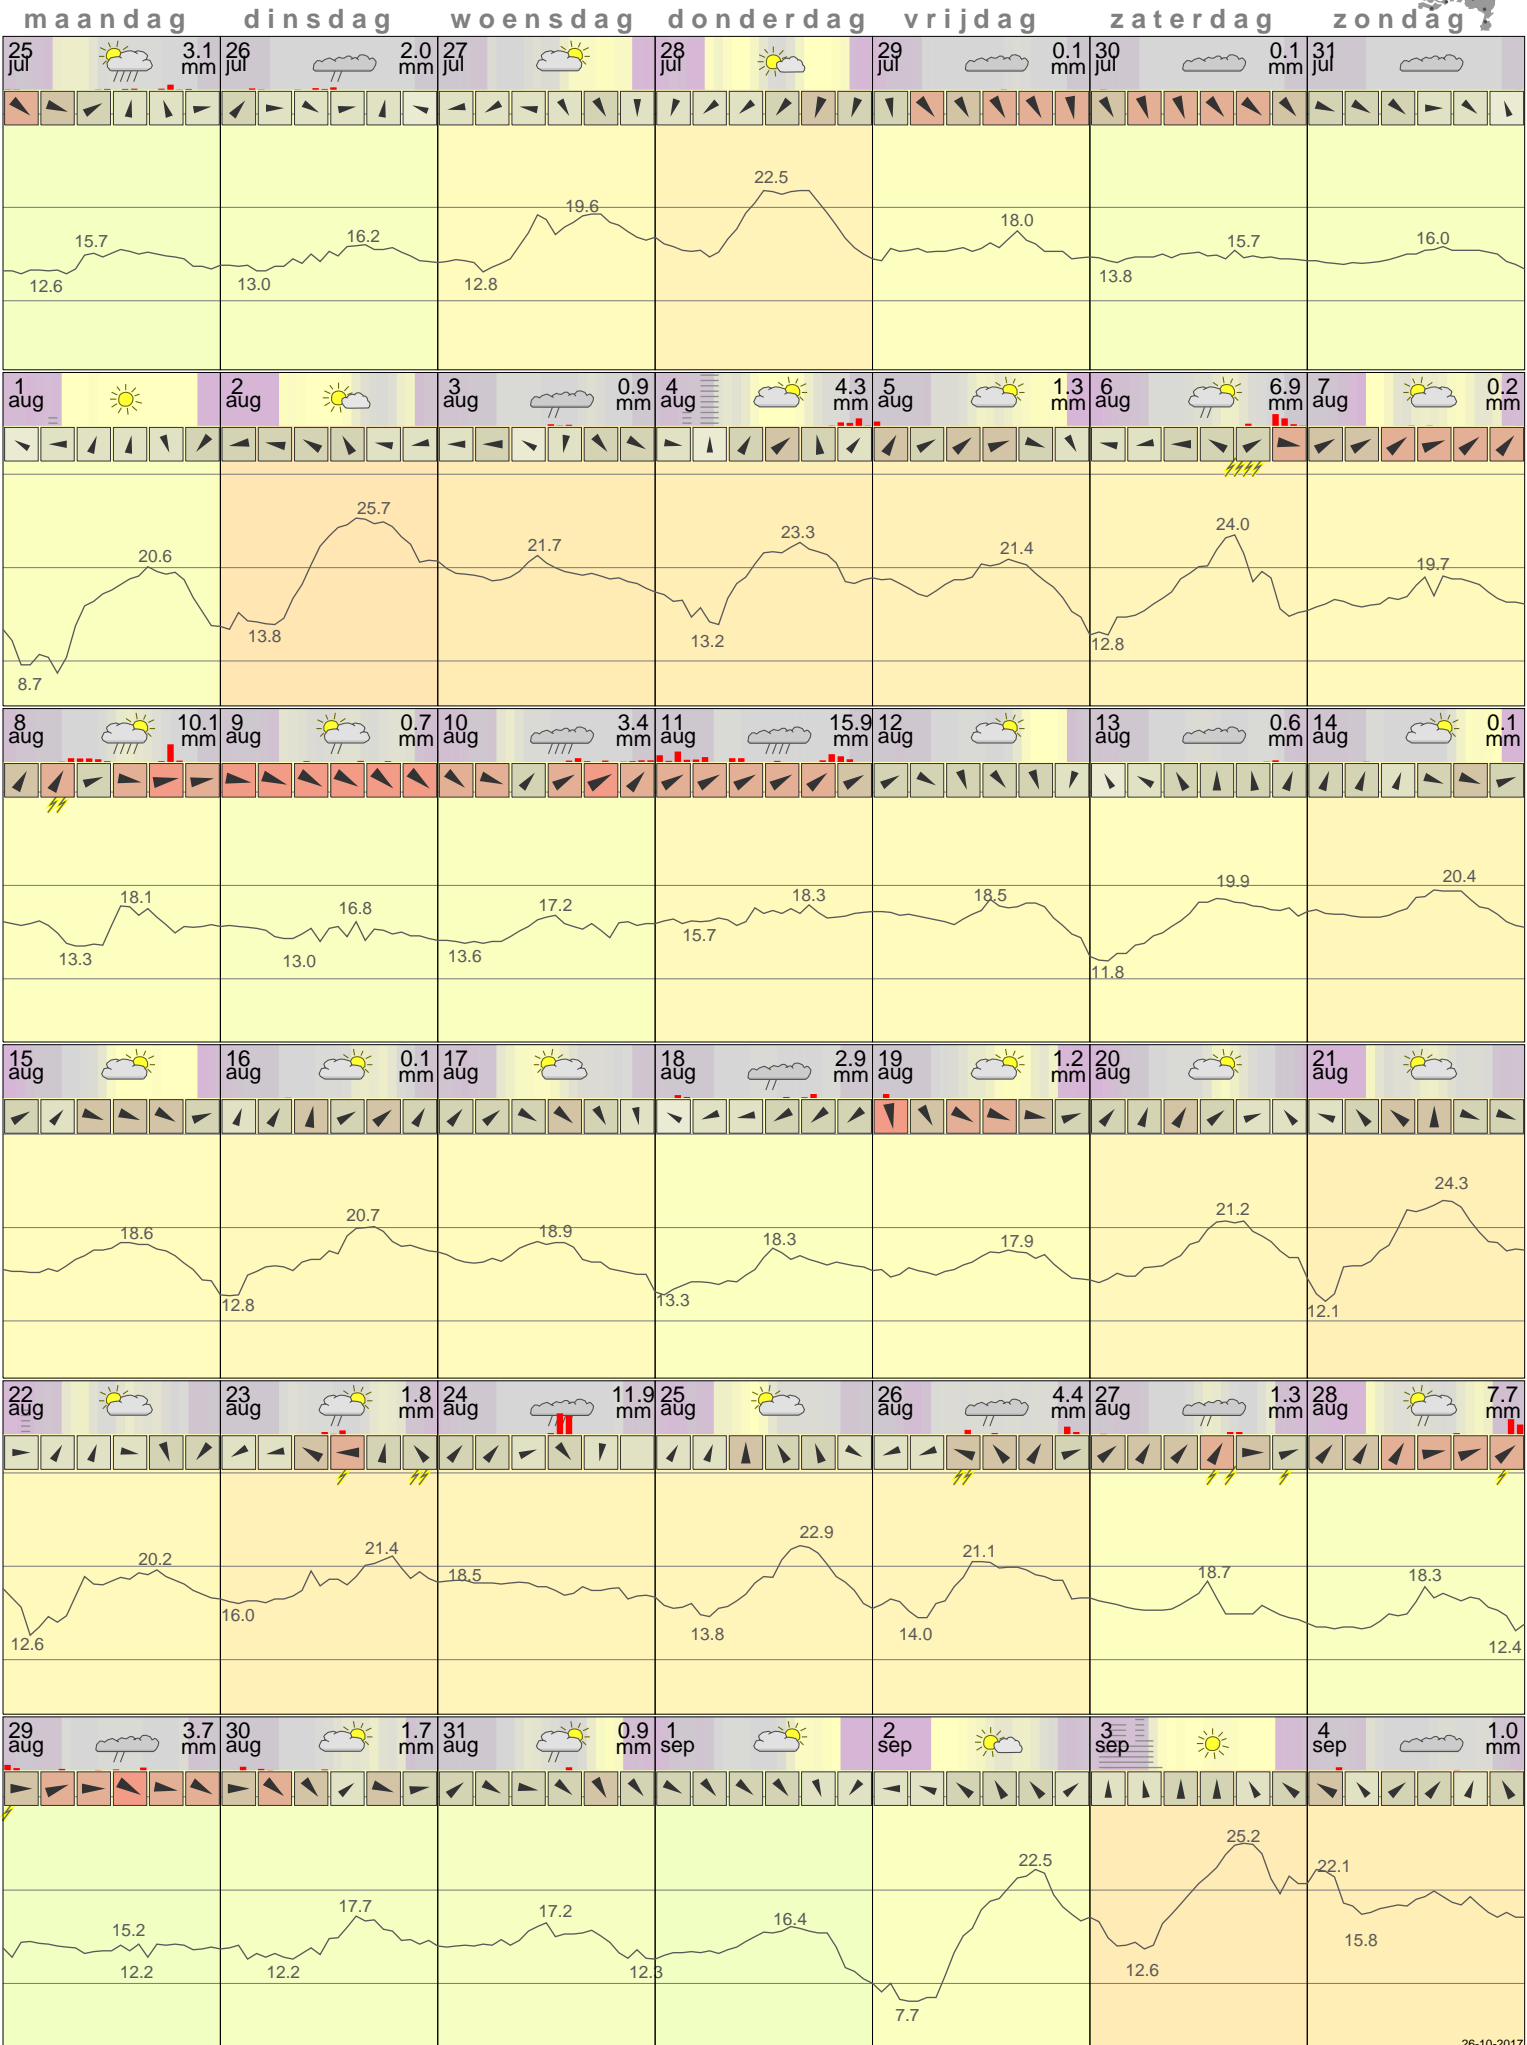 maandag dinsdag woensdag donderdag vrijdag zaterdag zondag
25 jul 3.1 mm 26 jul 2.0 mm 27 jul 28 jul 29 jul 0.1 mm 30 jul 0.1 mm 31 jul
15.7 12.6 16.2 13.0 19.6 12.8 22.5 18.0 15.7 13.8 16.0
1 aug 2 aug 3 aug 0.9 mm 4 aug 4.3 mm 5 aug 1.3 mm 6 aug 6.9 mm 7 aug 0.2 mm
20.6 8.7 25.7 13.8 21.7 23.3 13.2 21.4 24.0 12.8 19.7
8 aug 10.1 mm 9 aug 0.7 mm 10 aug 3.4 mm 11 aug 15.9 mm 12 aug 13 aug 0.6 mm 14 aug 0.1 mm
18.1 13.3 16.8 13.0 17.2 13.6 18.3 15.7 18.5 19.9 11.8 20.4
15 aug 16 aug 0.1 mm 17 aug 18 aug 2.9 mm 19 aug 1.2 mm 20 aug 21 aug
18.6 20.7 12.8 18.9 18.3 13.3 17.9 21.2 24.3 12.1
22 aug 23 aug 1.8 mm 24 aug 11.9 mm 25 aug 26 aug 4.4 mm 27 aug 1.3 mm 28 aug 7.7 mm
20.2 12.6 21.4 16.0 18.5 22.9 13.8 21.1 14.0 18.7 18.3 12.4
29 aug 3.7 mm 30 aug 1.7 mm 31 aug 0.9 mm 1 sep 2 sep 3 sep 4 sep 1.0 mm
15.2 12.2 17.7 12.2 17.2 12.3 16.4 22.5 7.7 25.2 12.6 22.1 15.8
26-10-2017